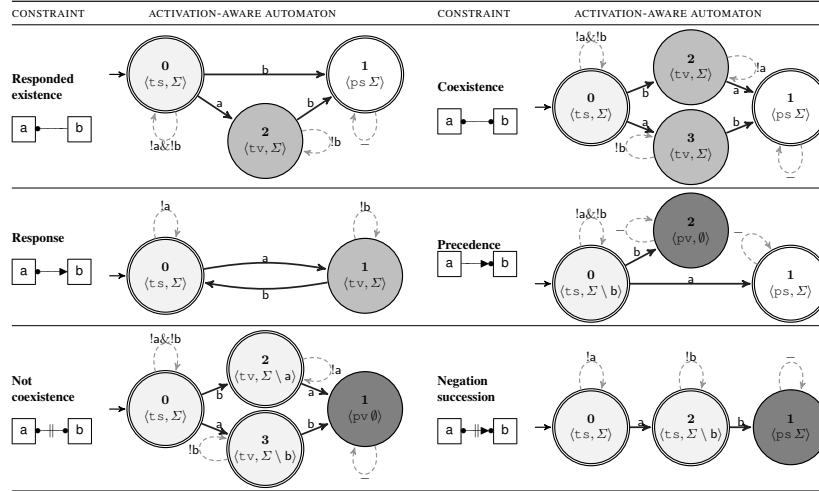 CONSTRAINT ACTIVATION-AWARE AUTOMATON CONSTRAINT ACTIVATION-AWARE AUTOMATON
Responded
existence
a b
0
⟨ts, Σ⟩
b
1
⟨ps Σ⟩
a
b
2
⟨tv, Σ⟩
!a&!b
!b
–
Coexistence
a b
!a&!b
0
⟨ts, Σ⟩
b
2
⟨tv, Σ⟩
!a
a
1
⟨ps Σ⟩
a
3
⟨tv, Σ⟩
!b
b
–
Response
a b
!a
0
⟨ts, Σ⟩
a
b
!b
1
⟨tv, Σ⟩
Precedence
a b
!a&!b
0
⟨ts, Σ \ b⟩
b
2
⟨pv, ∅⟩
–
a
–
1
⟨ps, Σ⟩
Not
coexistence
a b
!a&!b
0
⟨ts, Σ⟩
b
2
⟨tv, Σ \ a⟩
!a
a
1
⟨pv ∅⟩
a
3
⟨tv, Σ \ b⟩
!b
b
–
Negation
succession
a b
!a
0
⟨ts, Σ⟩
a
!b
2
⟨ts, Σ \ b⟩
b
–
1
⟨ps Σ⟩